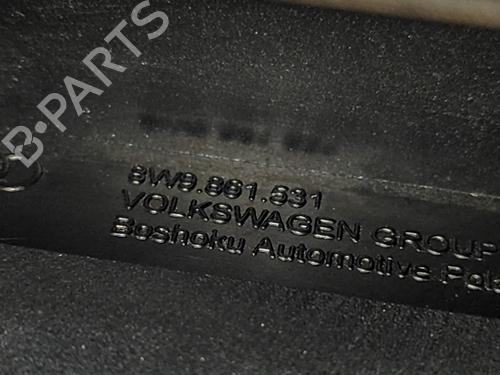 B-PARTS
8W9.861.531
VOLKSWAGEN GROUP
Boshoku Automotive